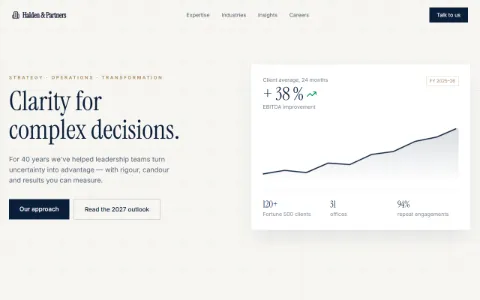 Halden & Partners
Expertise
Industries
Insights
Careers
Talk to us
STRATEGY · OPERATIONS · TRANSFORMATION
Clarity for
complex decisions.
For 40 years we've helped leadership teams turn
uncertainty into advantage — with rigour, candour
and results you can measure.
Our approach
Read the 2027 outlook
Client average, 24 months
+ 38 %
EBITDA improvement
FY 2025–26
120+
Fortune 500 clients
31
offices
94%
repeat engagements